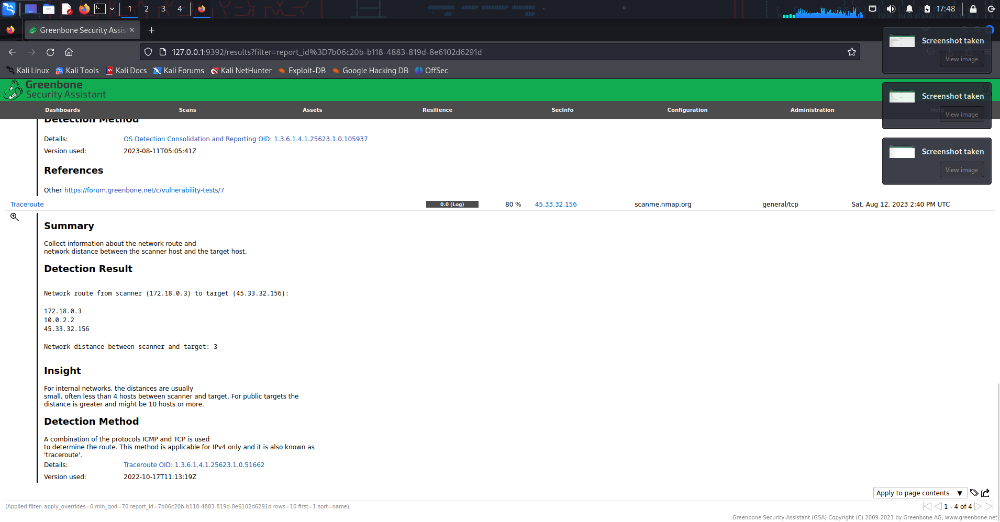 1 2 3 4 17:48
Greenbone Security Assis
127.0.0.1:9392/results?filter=report_id%3D7b06c20b-b118-4883-819d-8e6102d6291d
Kali Linux Kali Tools Kali Docs Kali Forums Kali NetHunter Exploit-DB Google Hacking DB OffSec
Screenshot taken
View image
Screenshot taken
View image
Screenshot taken
View image
Greenbone
Security Assistant
Dashboards Scans Assets Resilience SecInfo Configuration Administration Help
Detection Method
Details: OS Detection Consolidation and Reporting OID: 1.3.6.1.4.1.25623.1.0.105937
Version used: 2023-08-11T05:05:41Z
References
Other https://forum.greenbone.net/c/vulnerability-tests/7
Traceroute 0.0 (Log) 80 % 45.33.32.156 scanme.nmap.org general/tcp Sat, Aug 12, 2023 2:40 PM UTC
Summary
Collect information about the network route and
network distance between the scanner host and the target host.
Detection Result
Network route from scanner (172.18.0.3) to target (45.33.32.156):
172.18.0.3
10.0.2.2
45.33.32.156
Network distance between scanner and target: 3
Insight
For internal networks, the distances are usually
small, often less than 4 hosts between scanner and target. For public targets the
distance is greater and might be 10 hosts or more.
Detection Method
A combination of the protocols ICMP and TCP is used
to determine the route. This method is applicable for IPv4 only and it is also known as
'traceroute'.
Details: Traceroute OID: 1.3.6.1.4.1.25623.1.0.51662
Version used: 2022-10-17T11:13:19Z
Apply to page contents ▼
(Applied filter: apply_overrides=0 min_qod=70 report_id=7b06c20b-b118-4883-819d-8e6102d6291d rows=10 first=1 sort=name)
1 - 4 of 4
Greenbone Security Assistant (GSA) Copyright (C) 2009-2023 by Greenbone AG, www.greenbone.net